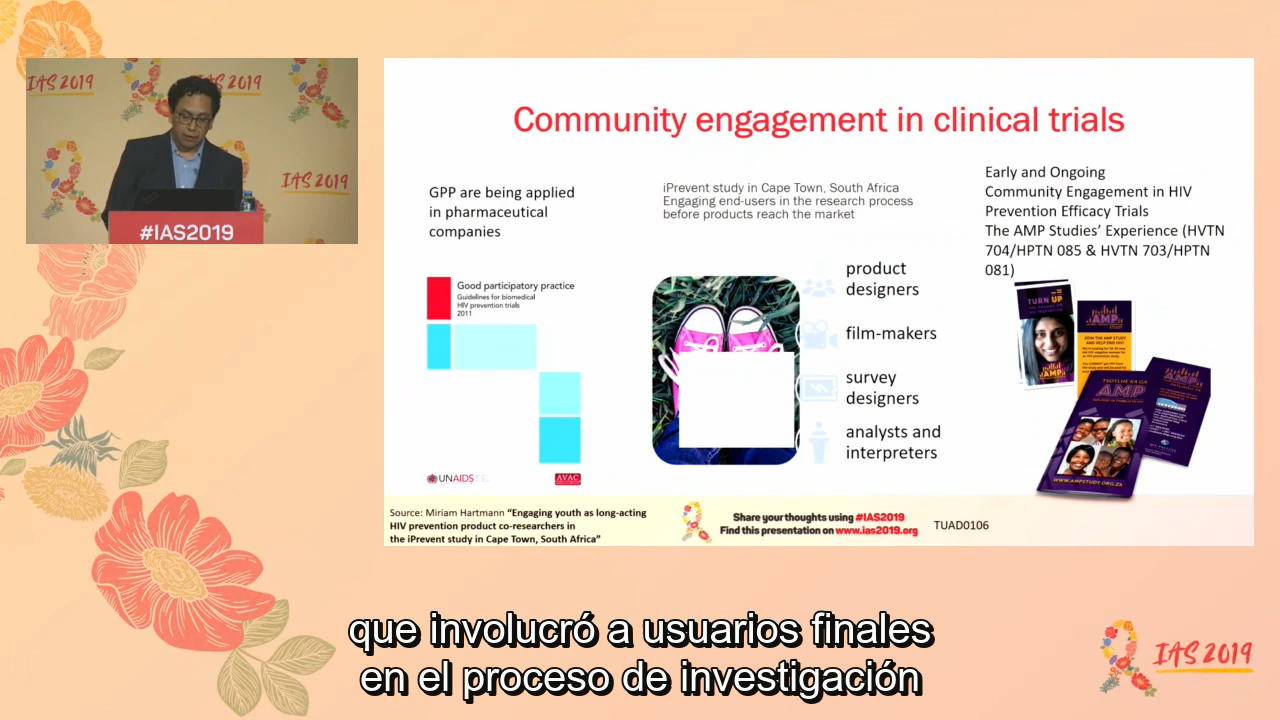 IAS 2019
IAS 2019
IAS 2019
#IAS2019
Community engagement in clinical trials
GPP are being applied
in pharmaceutical
companies
Good participatory practice
Guidelines for biomedical
HIV prevention trials
2011
UNAIDS
AVAC
iPrevent study in Cape Town, South Africa
Engaging end-users in the research process
before products reach the market
product
designers
film-makers
survey
designers
analysts and
interpreters
Early and Ongoing
Community Engagement in HIV
Prevention Efficacy Trials
The AMP Studies’ Experience (HVTN
704/HPTN 085 & HVTN 703/HPTN
081)
TURN UP
AMP
AMP
JOIN THE AMP STUDY
AND HELP END HIV!
AMP
AMP
WWW.AMPSTUDY.ORG.ZA
Source: Miriam Hartmann “Engaging youth as long-acting
HIV prevention product co-researchers in
the iPrevent study in Cape Town, South Africa”
Share your thoughts using #IAS2019
Find this presentation on www.ias2019.org
TUAD0106
que involucró a usuarios finales
en el proceso de investigación
IAS 2019